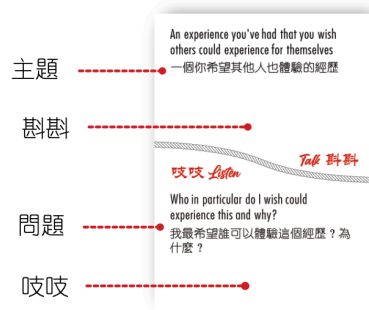 An experience you've had that you wish
others could experience for themselves
一個你希望其他人也體驗的經歷
主題
斟斟
Talk 斟斟
吱吱 Listen
Who in particular do I wish could
experience this and why?
我最希望誰可以體驗這個經歷？為
什麼？
問題
吱吱